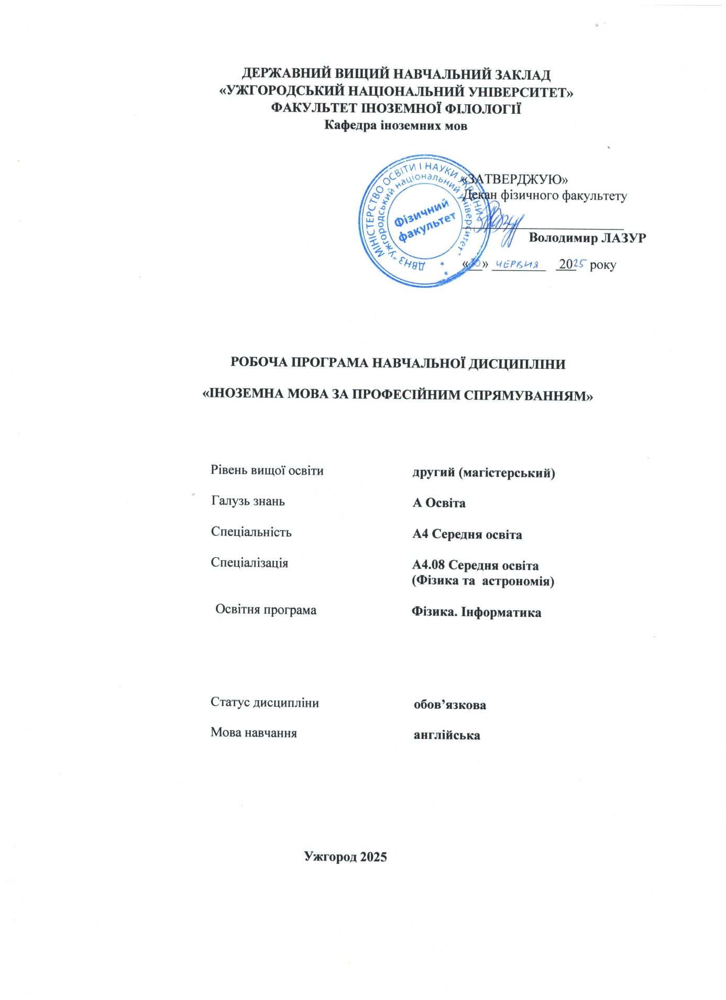 ДЕРЖАВНИЙ ВИЩИЙ НАВЧАЛЬНИЙ ЗАКЛАД
«УЖГОРОДСЬКИЙ НАЦІОНАЛЬНИЙ УНІВЕРСИТЕТ»
ФАКУЛЬТЕТ ІНОЗЕМНОЇ ФІЛОЛОГІЇ
Кафедра іноземних мов
МІНІСТЕРСТВО ОСВІТИ І НАУКИ УКРАЇНИ
ДВНЗ "Ужгородський національний університет"
Фізичний
факультет
«ЗАТВЕРДЖУЮ»
Декан фізичного факультету
Володимир ЛАЗУР
«30» червня 2025 року
РОБОЧА ПРОГРАМА НАВЧАЛЬНОЇ ДИСЦИПЛІНИ
«ІНОЗЕМНА МОВА ЗА ПРОФЕСІЙНИМ СПРЯМУВАННЯМ»
Рівень вищої освіти другий (магістерський)
Галузь знань А Освіта
Спеціальність А4 Середня освіта
Спеціалізація А4.08 Середня освіта
(Фізика та астрономія)
Освітня програма Фізика. Інформатика
Статус дисципліни обов’язкова
Мова навчання англійська
Ужгород 2025